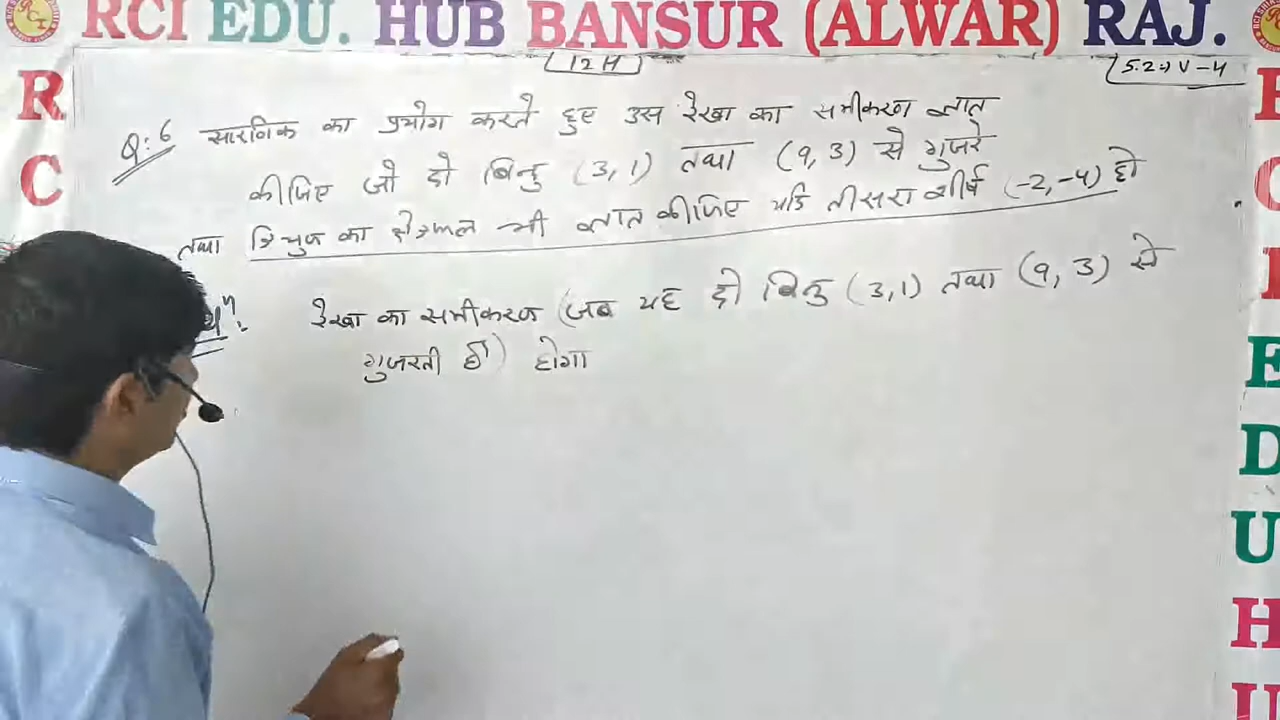 RCI EDU. HUB BANSUR (ALWAR) RAJ.
12 H
5.2 → V-4
Q:6 सारणिक का प्रयोग करते हुए उस रेखा का समीकरण ज्ञात
कीजिए जो दो बिन्दु (3,1) तथा (9,3) से गुजरे
तथा त्रिभुज का क्षेत्रफल भी ज्ञात कीजिए यदि तीसरा शीर्ष (-2,-4) हो
रेखा का समीकरण (जब यह दो बिन्दु (3,1) तथा (9,3) से
गुजरती हो) होगा
R
C
E
D
U
H
U